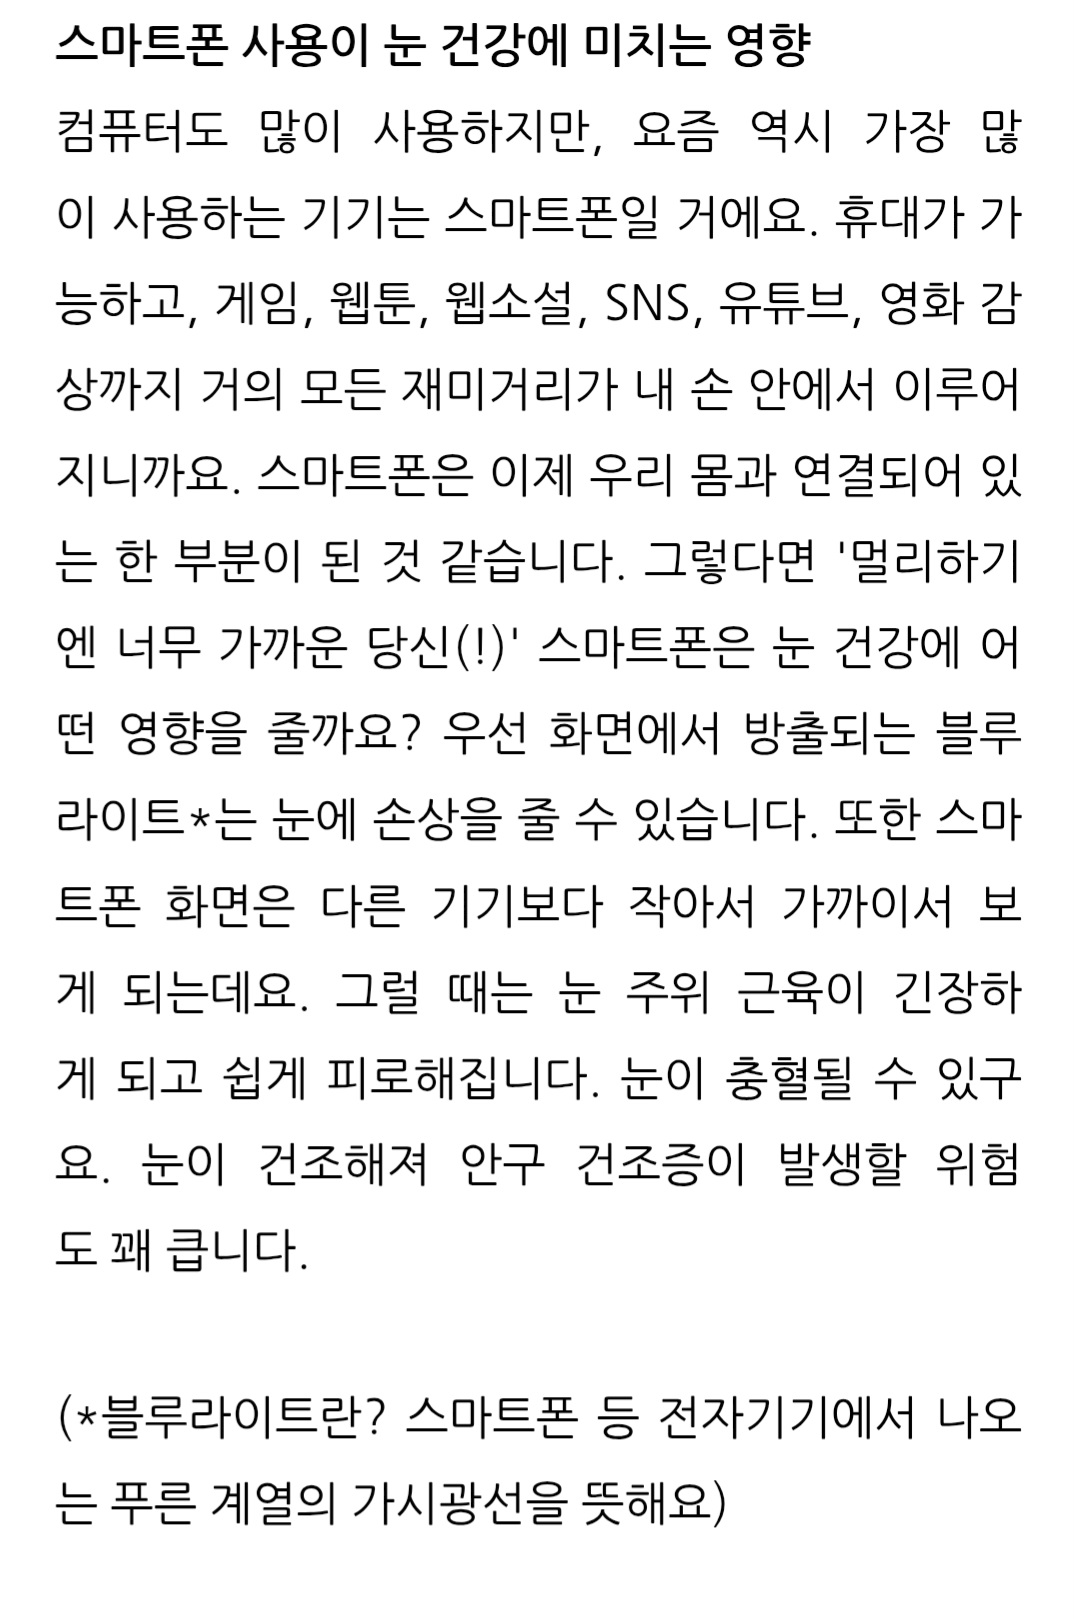 스마트폰 사용이 눈 건강에 미치는 영향
컴퓨터도 많이 사용하지만, 요즘 역시 가장 많
이 사용하는 기기는 스마트폰일 거에요. 휴대가 가
능하고, 게임, 웹툰, 웹소설, SNS, 유튜브, 영화 감
상까지 거의 모든 재미거리가 내 손 안에서 이루어
지니까요. 스마트폰은 이제 우리 몸과 연결되어 있
는 한 부분이 된 것 같습니다. 그렇다면 '멀리하기
엔 너무 가까운 당신(!)' 스마트폰은 눈 건강에 어
떤 영향을 줄까요? 우선 화면에서 방출되는 블루
라이트*는 눈에 손상을 줄 수 있습니다. 또한 스마
트폰 화면은 다른 기기보다 작아서 가까이서 보
게 되는데요. 그럴 때는 눈 주위 근육이 긴장하
게 되고 쉽게 피로해집니다. 눈이 충혈될 수 있구
요. 눈이 건조해져 안구 건조증이 발생할 위험
도 꽤 큽니다.
(*블루라이트란? 스마트폰 등 전자기기에서 나오
는 푸른 계열의 가시광선을 뜻해요)